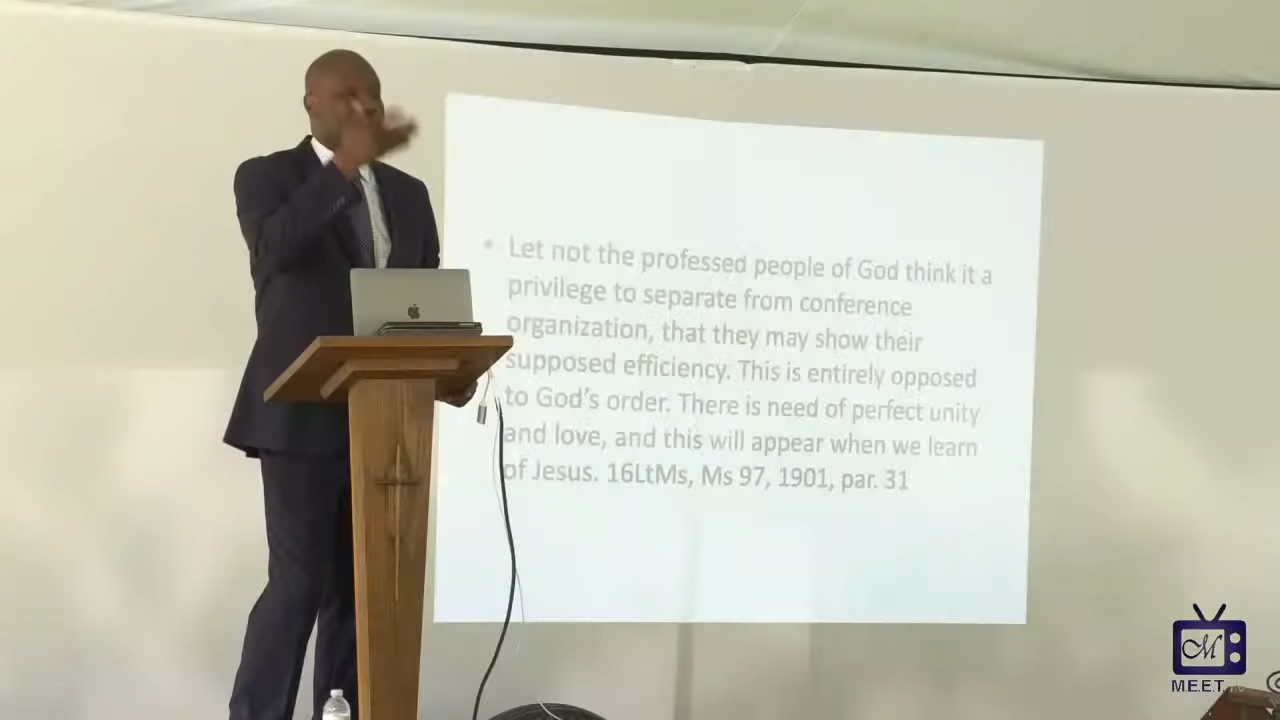 • Let not the professed people of God think it a
privilege to separate from conference
organization, that they may show their
supposed efficiency. This is entirely opposed
to God's order. There is need of perfect unity
and love, and this will appear when we learn
of Jesus. 16LtMs, Ms 97, 1901, par. 31
M
M.E.E.T. TV